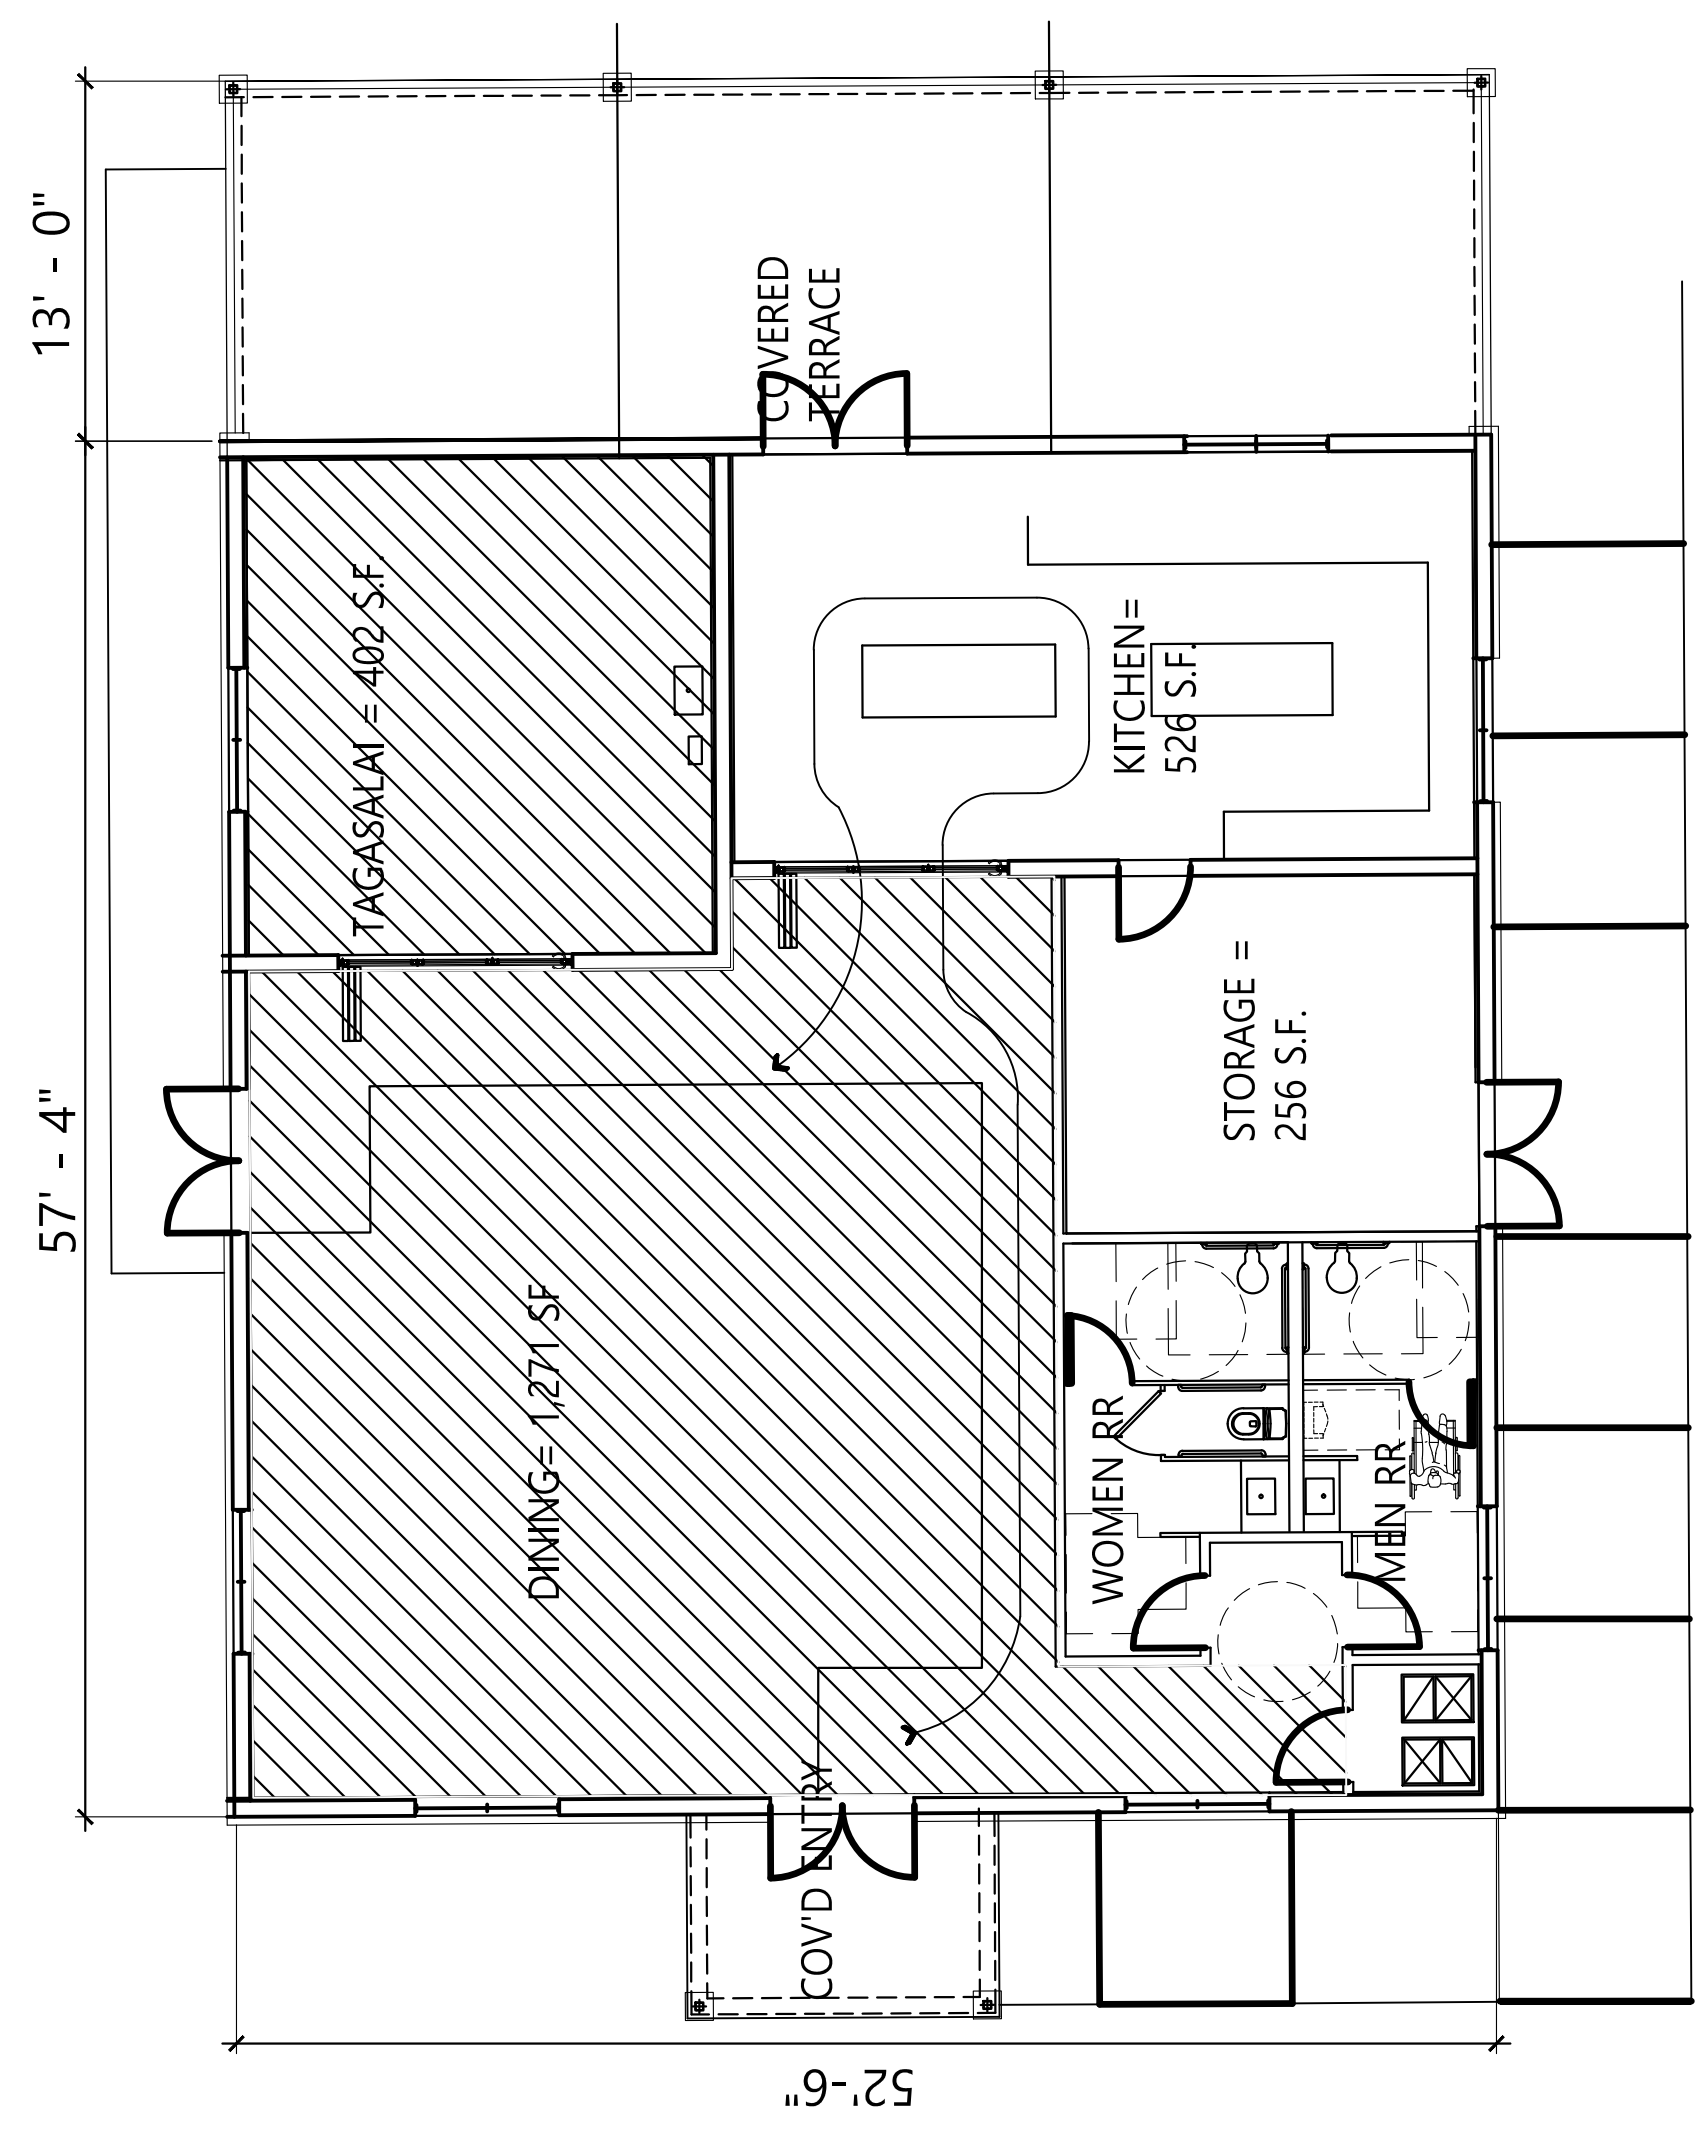 13' - 0"
COVERED
TERRACE
TAGASALAI = 402 S.F.
KITCHEN=
526 S.F.
57' - 4"
STORAGE =
256 S.F.
DINING= 1,271 SF
WOMEN RR
MEN RR
COV'D ENTRY
52'-6"